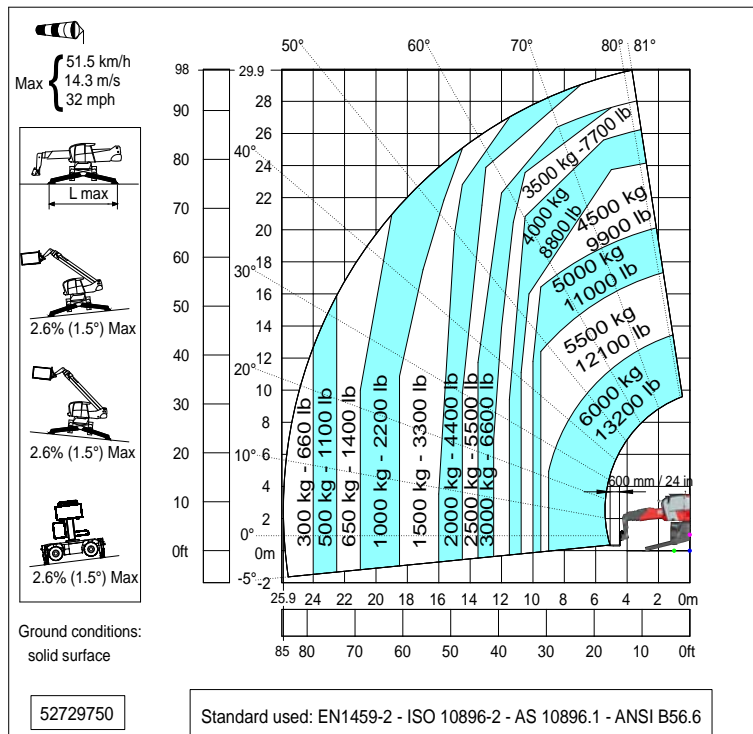 Max
51.5 km/h
14.3 m/s
32 mph
L max
2.6% (1.5°) Max
2.6% (1.5°) Max
2.6% (1.5°) Max
Ground conditions:
solid surface
52729750
98
90
80
70
60
50
40
30
20
10
0ft
29.9
28
26
24
22
20
18
16
14
12
10
8
6
4
2
0m
-2
50°
60°
70°
80°
81°
40°
30°
20°
10°
0°
-5°
300 kg - 660 lb
500 kg - 1100 lb
650 kg - 1400 lb
1000 kg - 2200 lb
1500 kg - 3300 lb
2000 kg - 4400 lb
2500 kg - 5500 lb
3000 kg - 6600 lb
3500 kg -7700 lb
4000 kg
8800 lb
4500 kg
9900 lb
5000 kg
11000 lb
5500 kg
12100 lb
6000 kg
13200 lb
600 mm / 24 in
25.9 24 22 20 18 16 14 12 10 8 6 4 2 0m
85 80 70 60 50 40 30 20 10 0ft
Standard used: EN1459-2 - ISO 10896-2 - AS 10896.1 - ANSI B56.6